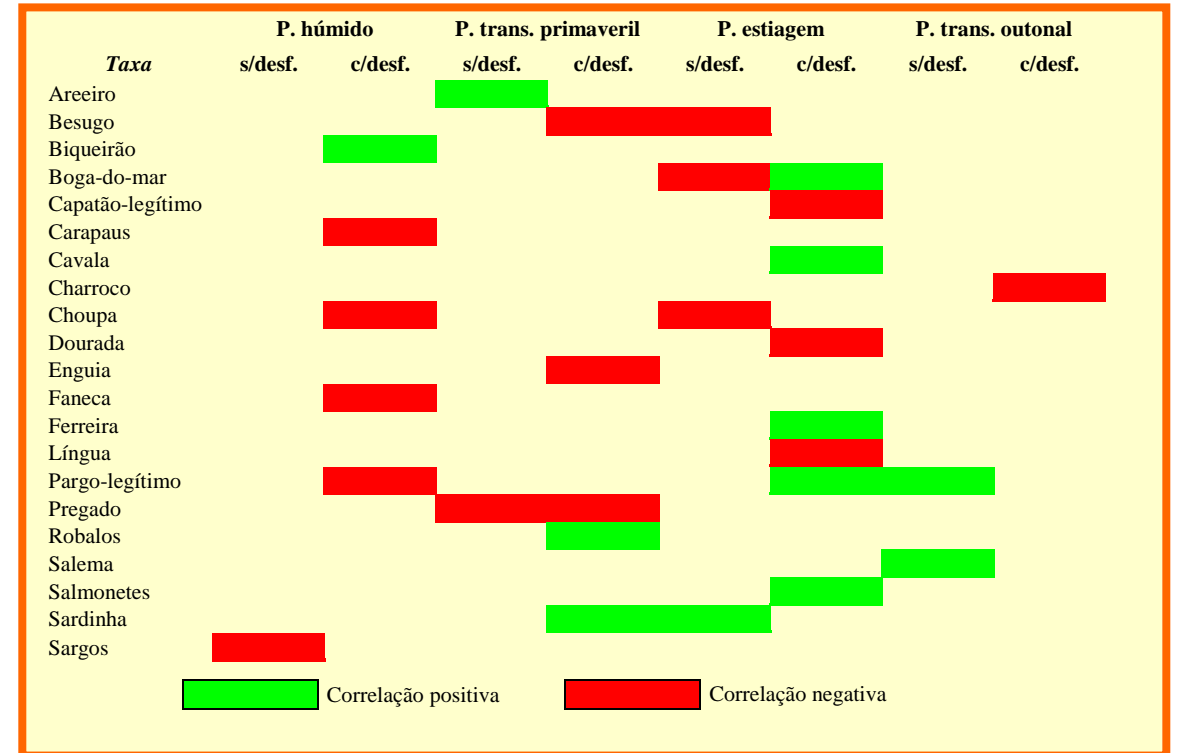 P. húmido P. trans. primaveril P. estiagem P. trans. outonal
Taxa s/desf. c/desf. s/desf. c/desf. s/desf. c/desf. s/desf. c/desf.
Areeiro
Besugo
Biqueirão
Boga-do-mar
Capatão-legítimo
Carapaus
Cavala
Charroco
Choupa
Dourada
Enguia
Faneca
Ferreira
Língua
Pargo-legítimo
Pregado
Robalos
Salema
Salmonetes
Sardinha
Sargos
Correlação positiva Correlação negativa